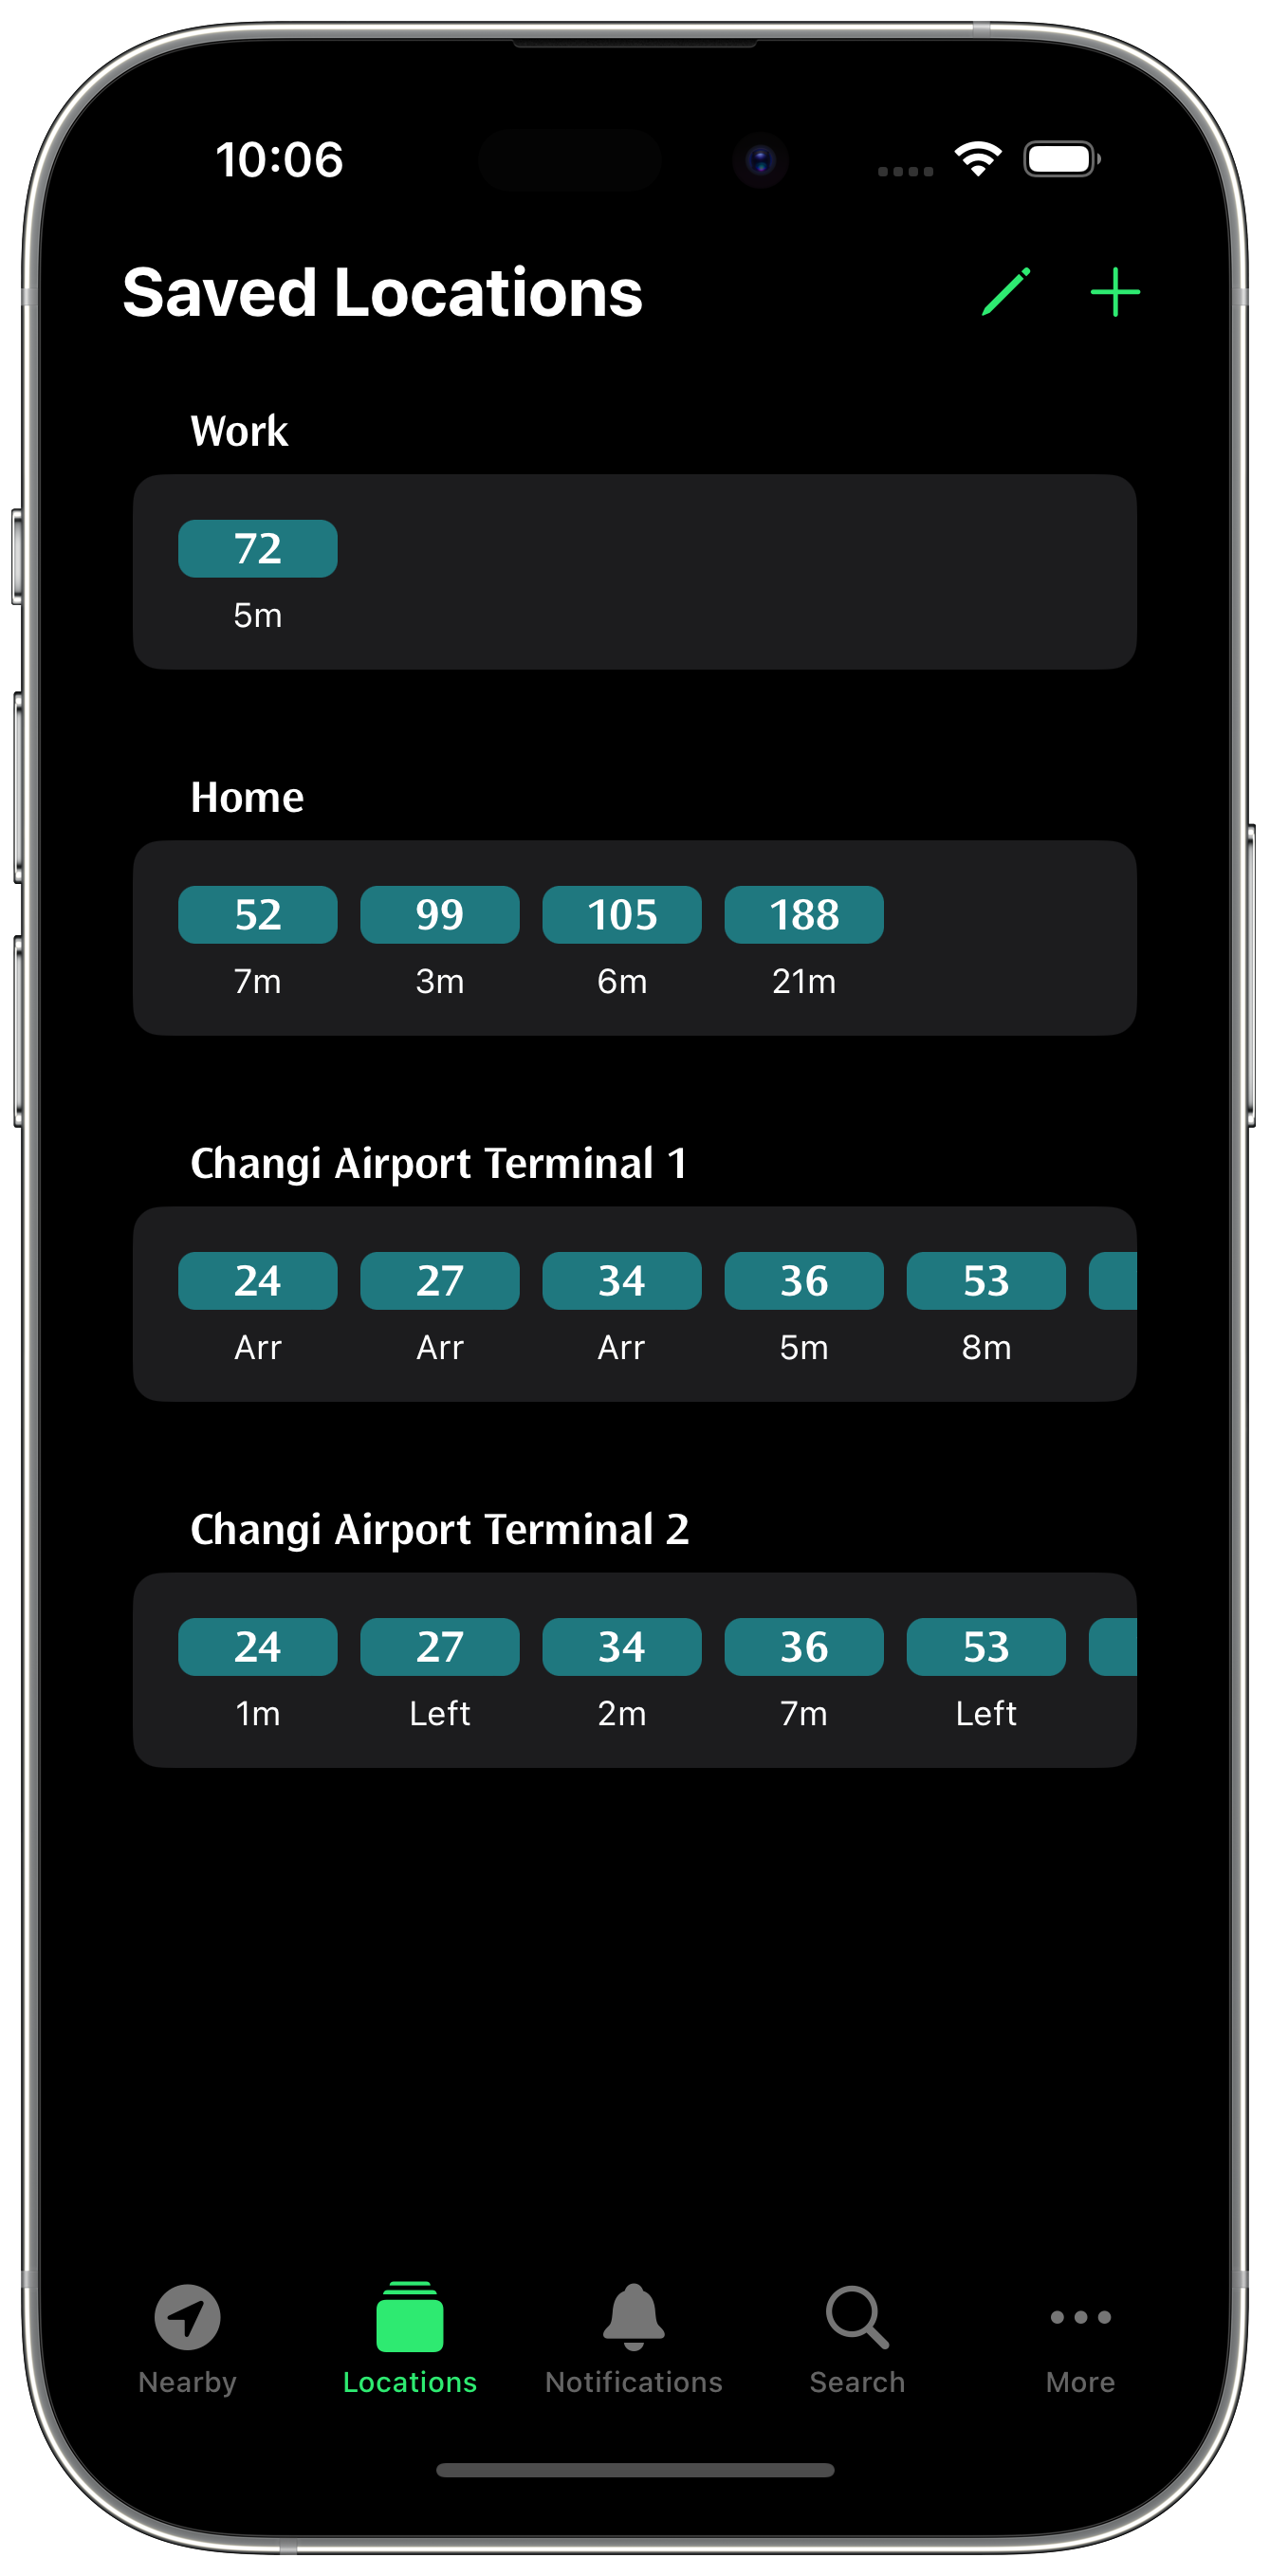 10:06
Saved Locations
Work
72
5m
Home
52 99 105 188
7m 3m 6m 21m
Changi Airport Terminal 1
24 27 34 36 53
Arr Arr Arr 5m 8m
Changi Airport Terminal 2
24 27 34 36 53
1m Left 2m 7m Left
Nearby Locations Notifications Search More